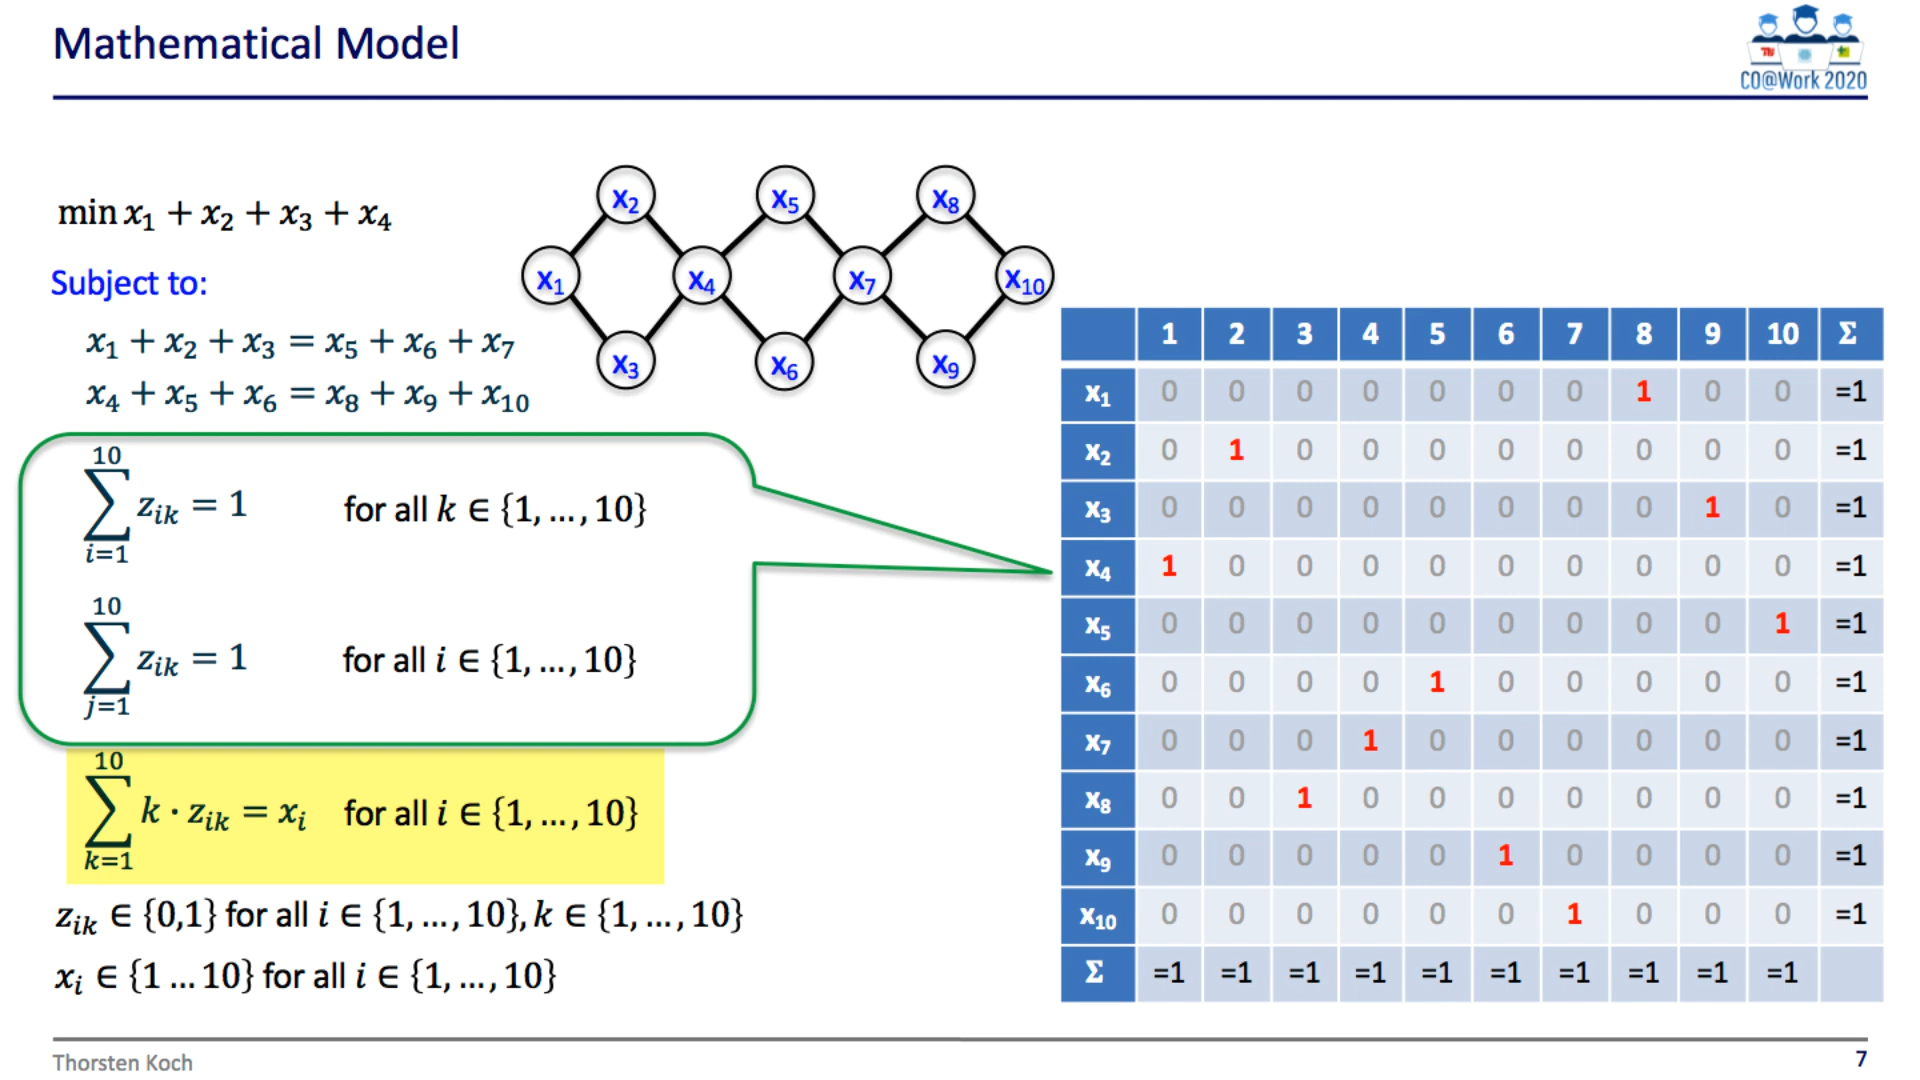 Mathematical Model
CO@Work 2020
min x₁ + x₂ + x₃ + x₄
Subject to:
x₁ + x₂ + x₃ = x₅ + x₆ + x₇
x₄ + x₅ + x₆ = x₈ + x₉ + x₁₀
10
∑ zᵢₖ = 1 for all k ∈ {1, ..., 10}
i=1
10
∑ zᵢₖ = 1 for all i ∈ {1, ..., 10}
j=1
10
∑ k · zᵢₖ = xᵢ for all i ∈ {1, ..., 10}
k=1
zᵢₖ ∈ {0,1} for all i ∈ {1, ..., 10}, k ∈ {1, ..., 10}
xᵢ ∈ {1 ... 10} for all i ∈ {1, ..., 10}
x₂ x₅ x₈
x₁ x₄ x₇ x₁₀
x₃ x₆ x₉
1 2 3 4 5 6 7 8 9 10 Σ
x₁ 0 0 0 0 0 0 0 1 0 0 =1
x₂ 0 1 0 0 0 0 0 0 0 0 =1
x₃ 0 0 0 0 0 0 0 0 1 0 =1
x₄ 1 0 0 0 0 0 0 0 0 0 =1
x₅ 0 0 0 0 0 0 0 0 0 1 =1
x₆ 0 0 0 0 1 0 0 0 0 0 =1
x₇ 0 0 0 1 0 0 0 0 0 0 =1
x₈ 0 0 1 0 0 0 0 0 0 0 =1
x₉ 0 0 0 0 0 1 0 0 0 0 =1
x₁₀ 0 0 0 0 0 0 1 0 0 0 =1
Σ =1 =1 =1 =1 =1 =1 =1 =1 =1 =1
Thorsten Koch
7